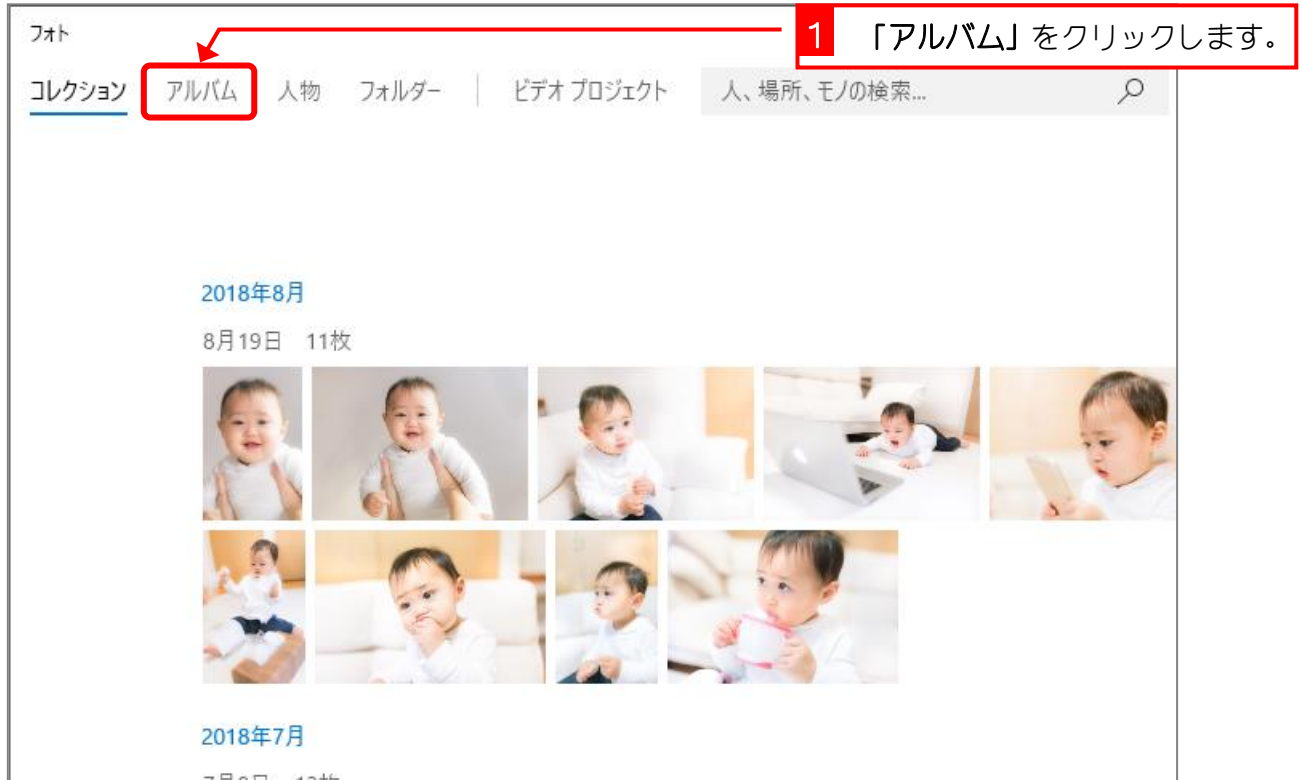 フォト
1 「アルバム」をクリックします。
コレクション アルバム 人物 フォルダー ビデオ プロジェクト 人、場所、モノの検索...
2018年8月
8月19日 11枚
2018年7月